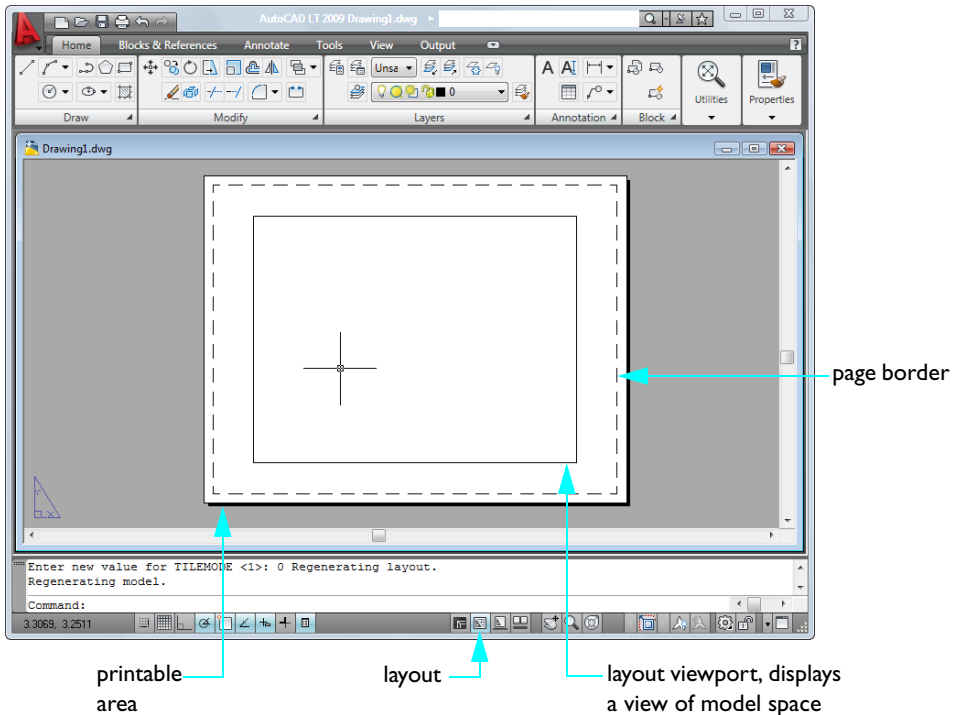 AutoCAD LT 2009 Drawing1.dwg
Home Blocks & References Annotate Tools View Output
?
Unsa
A A
0
Utilities
Properties
Draw Modify Layers Annotation Block
Drawing1.dwg
page border
Enter new value for TILEMODE <1>: 0 Regenerating layout.
Regenerating model.
Command:
3.3069, 3.2511
printable
area
layout
layout viewport, displays
a view of model space